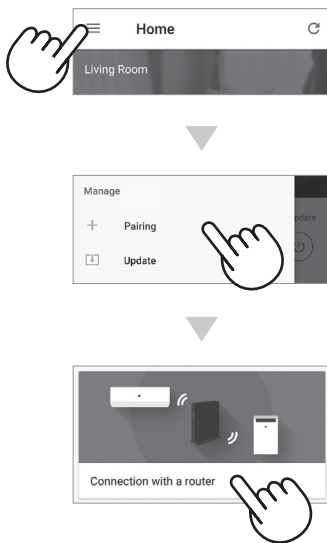 Home
Living Room
Manage
Pairing
Update
Connection with a router